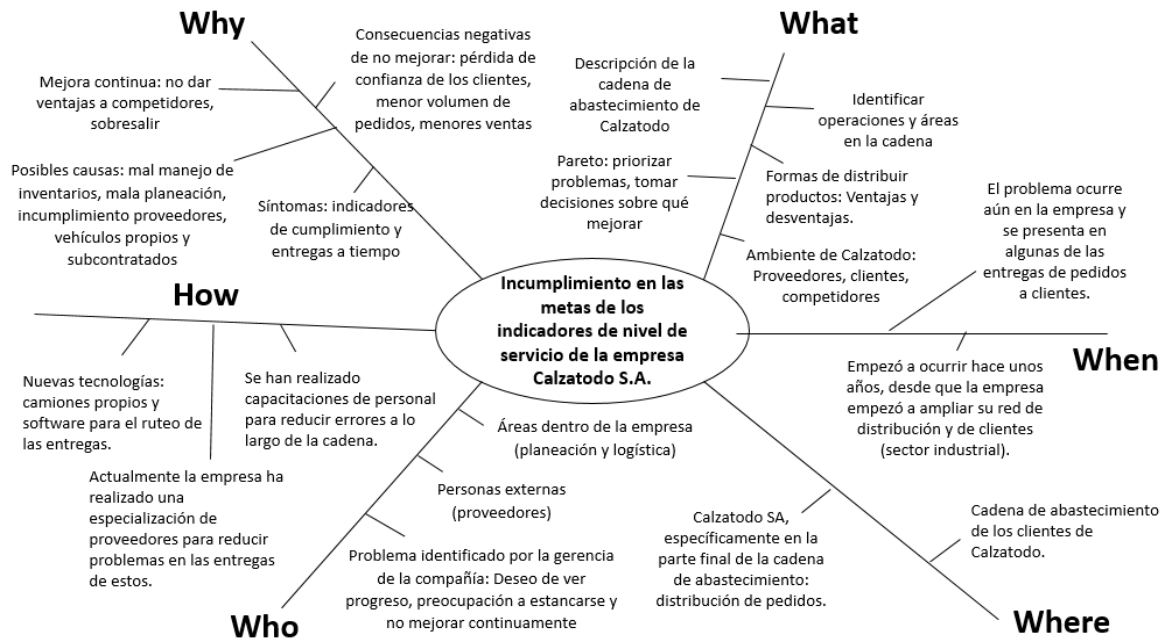 Why
Mejora continua: no dar
ventajas a competidores,
sobresalir
Consecuencias negativas
de no mejorar: pérdida de
confianza de los clientes,
menor volumen de
pedidos, menores ventas
Posibles causas: mal manejo de
inventarios, mala planeación,
incumplimiento proveedores,
vehículos propios y
subcontratados
Síntomas: indicadores
de cumplimiento y
entregas a tiempo
What
Descripción de la
cadena de
abastecimiento de
Calzatodo
Identificar
operaciones y áreas
en la cadena
Pareto: priorizar
problemas, tomar
decisiones sobre qué
mejorar
Formas de distribuir
productos: Ventajas y
desventajas.
Ambiente de Calzatodo:
Proveedores, clientes,
competidores
El problema ocurre
aún en la empresa y
se presenta en
algunas de las
entregas de pedidos
a clientes.
Incumplimiento en las
metas de los
indicadores de nivel de
servicio de la empresa
Calzatodo S.A.
How
Nuevas tecnologías:
camiones propios y
software para el ruteo de
las entregas.
Se han realizado
capacitaciones de personal
para reducir errores a lo
largo de la cadena.
Actualmente la empresa ha
realizado una
especialización de
proveedores para reducir
problemas en las entregas
de estos.
When
Empezó a ocurrir hace unos
años, desde que la empresa
empezó a ampliar su red de
distribución y de clientes
(sector industrial).
Áreas dentro de la empresa
(planeación y logística)
Personas externas
(proveedores)
Problema identificado por la gerencia
de la compañía: Deseo de ver
progreso, preocupación a estancarse y
no mejorar continuamente
Who
Calzatodo SA,
específicamente en la
parte final de la cadena
de abastecimiento:
distribución de pedidos.
Cadena de abastecimiento
de los clientes de
Calzatodo.
Where